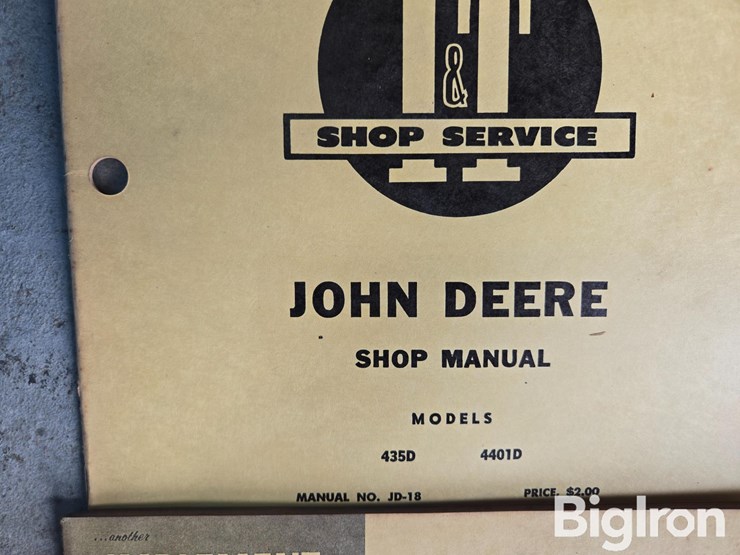 I&T
SHOP SERVICE
JOHN DEERE
SHOP MANUAL
MODELS
435D 4401D
MANUAL NO. JD-18 PRICE. $2.00
...another
BigIron